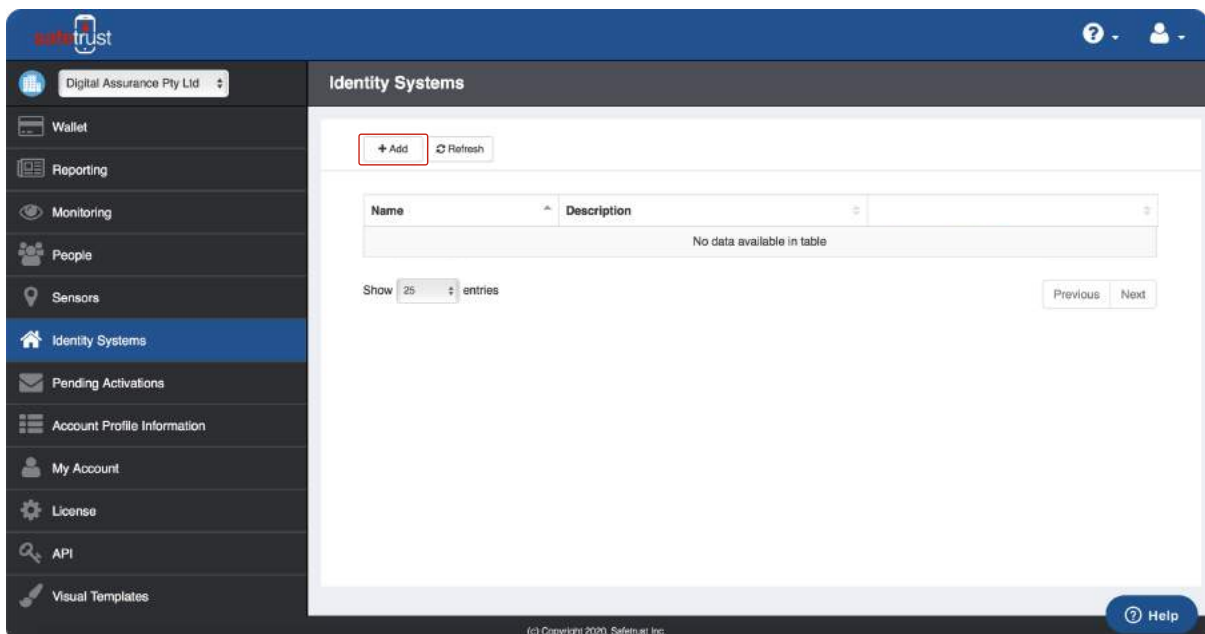 safetrust
Digital Assurance Pty Ltd
Identity Systems
Wallet
+ Add
Refresh
Reporting
Monitoring
Name
Description
No data available in table
People
Show 25 entries
Previous
Next
Sensors
Identity Systems
Pending Activations
Account Profile Information
My Account
License
API
Visual Templates
Help
(c) Copyright 2020. Safetrust Inc